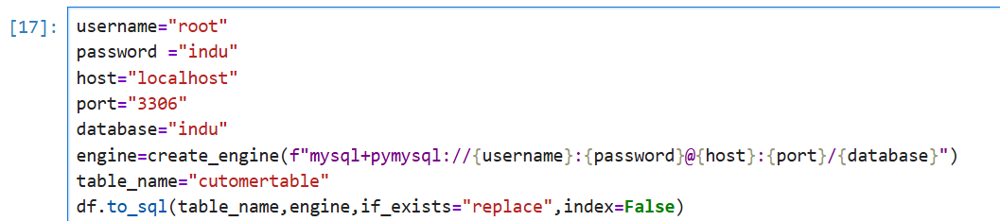 [17]:
username="root"
password ="indu"
host="localhost"
port="3306"
database="indu"
engine=create_engine(f"mysql+pymysql://{username}:{password}@{host}:{port}/{database}")
table_name="cutomertable"
df.to_sql(table_name,engine,if_exists="replace",index=False)